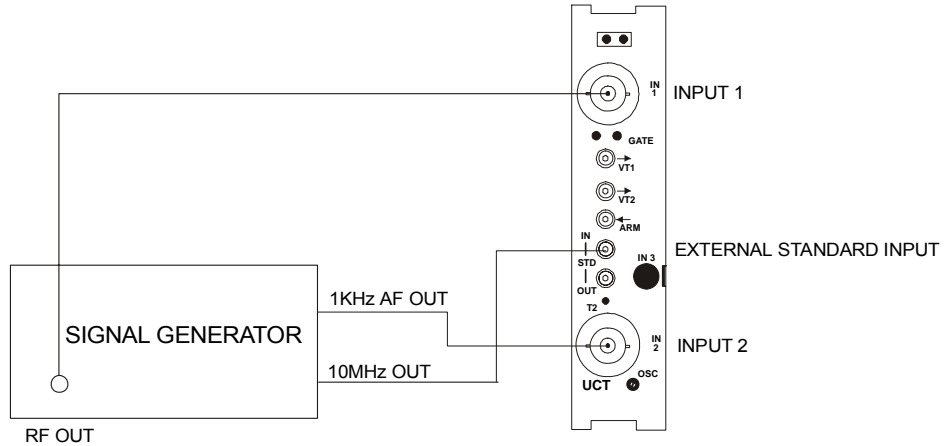 IN
1
INPUT 1
GATE
VT1
VT2
ARM
IN
STD
OUT
IN 3
EXTERNAL STANDARD INPUT
T2
1KHz AF OUT
SIGNAL GENERATOR
10MHz OUT
IN
2
INPUT 2
OSC
UCT
RF OUT